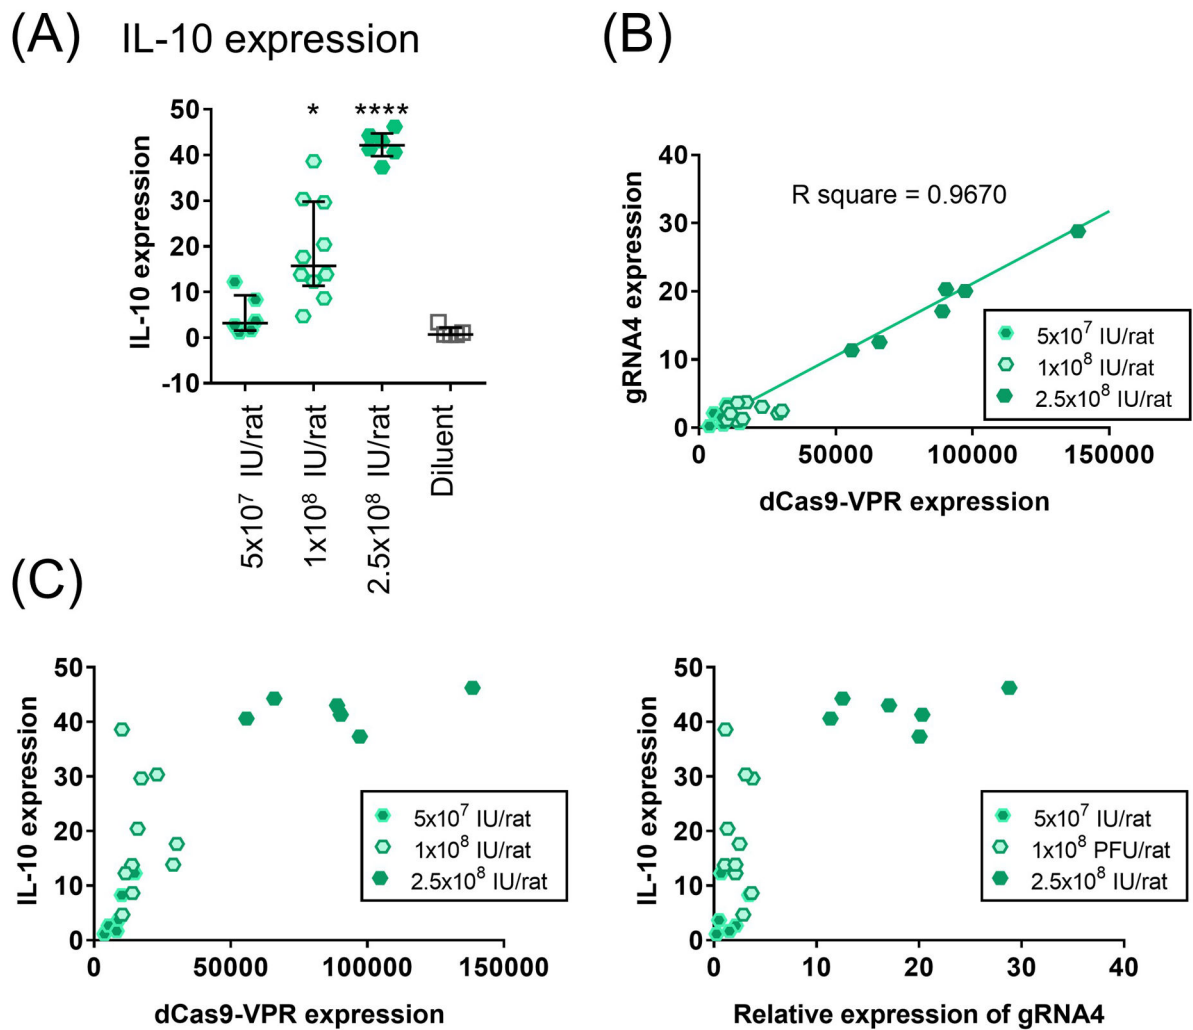 (A) IL-10 expression
* ****
IL-10 expression
50
40
30
20
10
0
-10
5x10⁷ IU/rat
1x10⁸ IU/rat
2.5x10⁸ IU/rat
Diluent
(B)
R square = 0.9670
gRNA4 expression
40
30
20
10
0
0 50000 100000 150000
dCas9-VPR expression
5x10⁷ IU/rat
1x10⁸ IU/rat
2.5x10⁸ IU/rat
(C)
IL-10 expression
50
40
30
20
10
0
0 50000 100000 150000
dCas9-VPR expression
5x10⁷ IU/rat
1x10⁸ IU/rat
2.5x10⁸ IU/rat
IL-10 expression
50
40
30
20
10
0
0 10 20 30 40
Relative expression of gRNA4
5x10⁷ IU/rat
1x10⁸ PFU/rat
2.5x10⁸ IU/rat